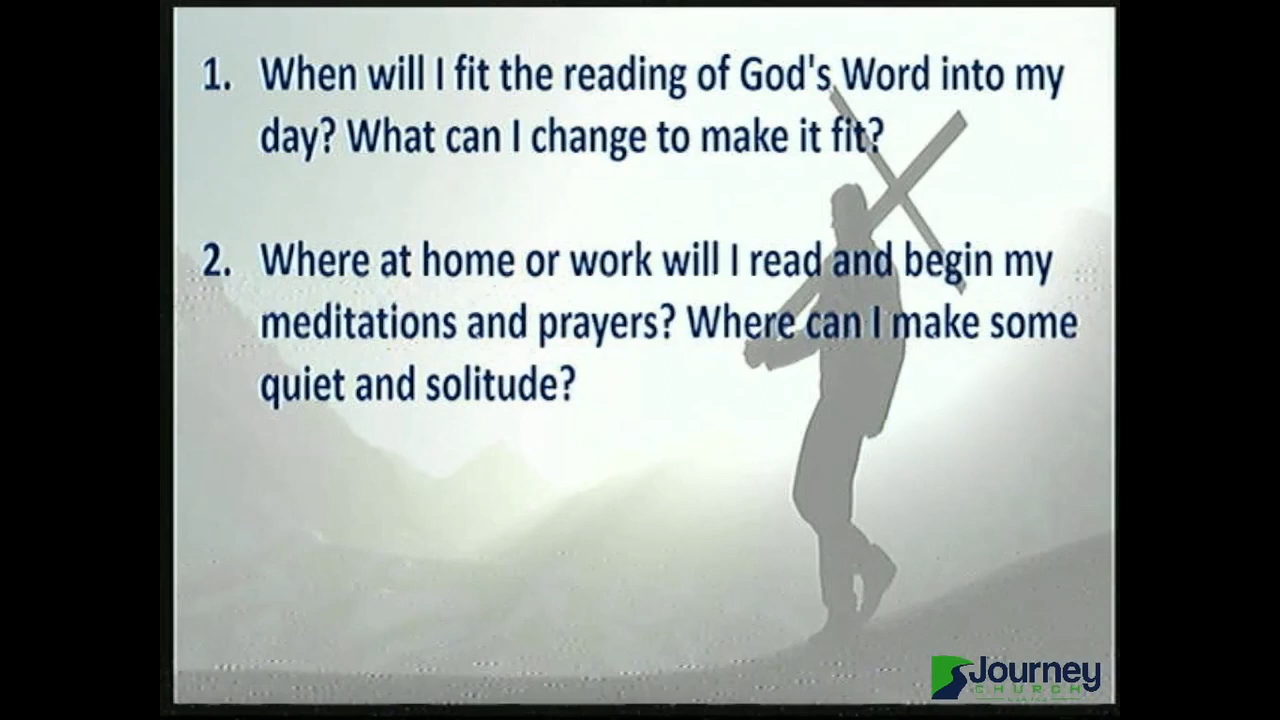 1. When will I fit the reading of God's Word into my
day? What can I change to make it fit?
2. Where at home or work will I read and begin my
meditations and prayers? Where can I make some
quiet and solitude?
Journey
CHURCH